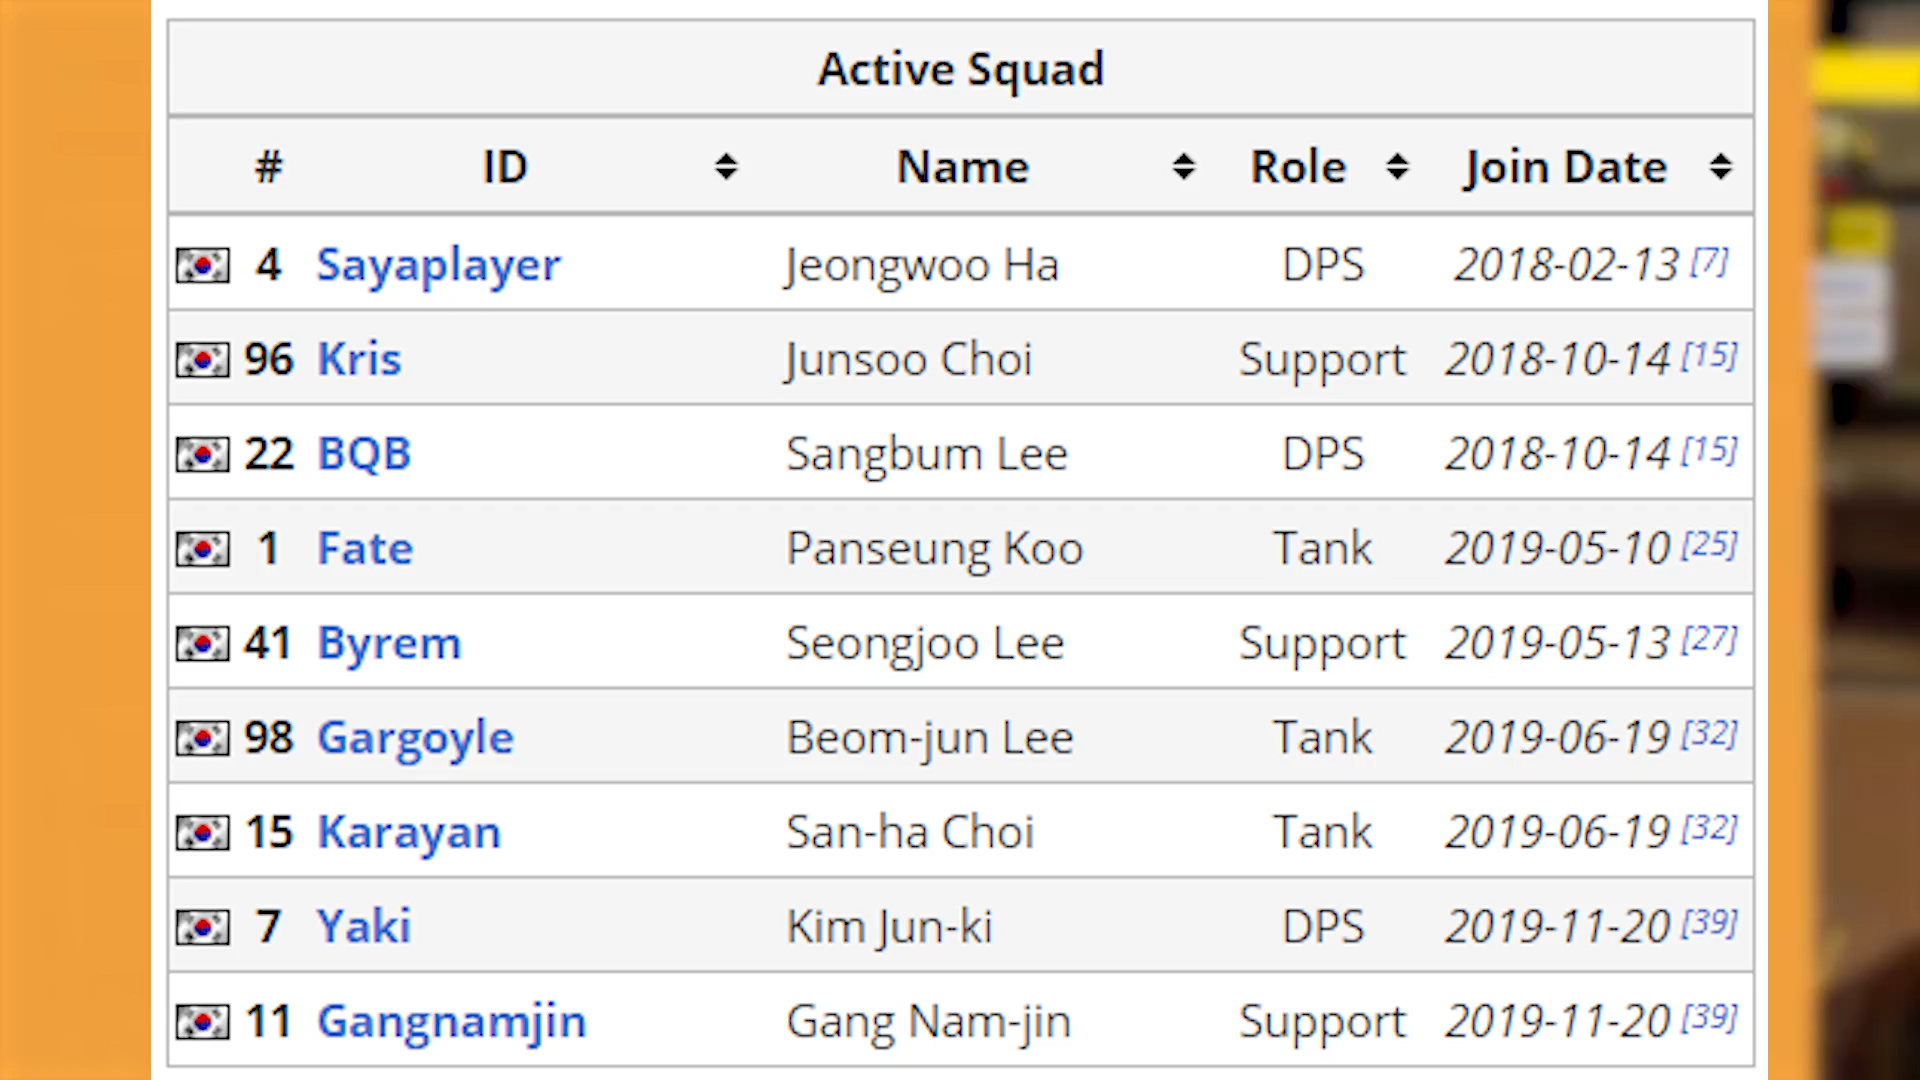 Active Squad
# ID Name Role Join Date
4 Sayaplayer Jeongwoo Ha DPS 2018-02-13 [7]
96 Kris Junsoo Choi Support 2018-10-14 [15]
22 BQB Sangbum Lee DPS 2018-10-14 [15]
1 Fate Panseung Koo Tank 2019-05-10 [25]
41 Byrem Seongjoo Lee Support 2019-05-13 [27]
98 Gargoyle Beom-jun Lee Tank 2019-06-19 [32]
15 Karayan San-ha Choi Tank 2019-06-19 [32]
7 Yaki Kim Jun-ki DPS 2019-11-20 [39]
11 Gangnamjin Gang Nam-jin Support 2019-11-20 [39]